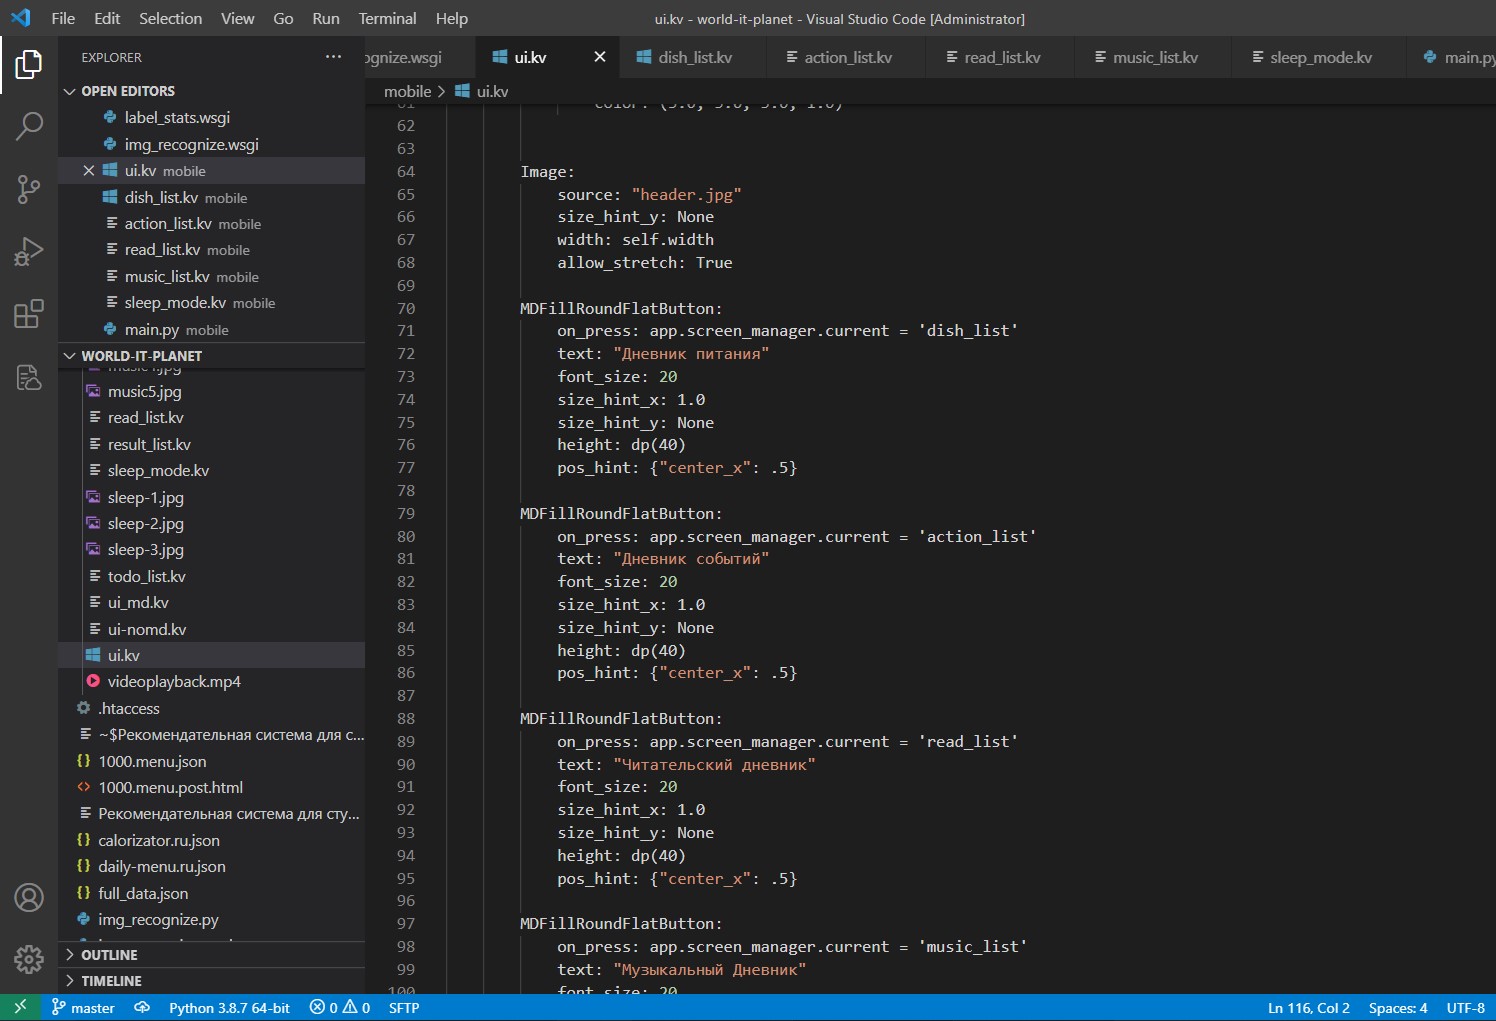 File Edit Selection View Go Run Terminal Help
ui.kv - world-it-planet - Visual Studio Code [Administrator]
EXPLORER ···
ognize.wsgi ui.kv dish_list.kv action_list.kv read_list.kv music_list.kv sleep_mode.kv main.py
OPEN EDITORS
label_stats.wsgi
img_recognize.wsgi
ui.kv mobile
dish_list.kv mobile
action_list.kv mobile
read_list.kv mobile
music_list.kv mobile
sleep_mode.kv mobile
main.py mobile
WORLD-IT-PLANET
music5.jpg
read_list.kv
result_list.kv
sleep_mode.kv
sleep-1.jpg
sleep-2.jpg
sleep-3.jpg
todo_list.kv
ui_md.kv
ui-nomd.kv
ui.kv
videoplayback.mp4
.htaccess
~$Рекомендательная система для с...
1000.menu.json
1000.menu.post.html
Рекомендательная система для сту...
calorizator.ru.json
daily-menu.ru.json
full_data.json
img_recognize.py
OUTLINE
TIMELINE
mobile > ui.kv
62
63
64 Image:
65 source: "header.jpg"
66 size_hint_y: None
67 width: self.width
68 allow_stretch: True
69
70 MDFillRoundFlatButton:
71 on_press: app.screen_manager.current = 'dish_list'
72 text: "Дневник питания"
73 font_size: 20
74 size_hint_x: 1.0
75 size_hint_y: None
76 height: dp(40)
77 pos_hint: {"center_x": .5}
78
79 MDFillRoundFlatButton:
80 on_press: app.screen_manager.current = 'action_list'
81 text: "Дневник событий"
82 font_size: 20
83 size_hint_x: 1.0
84 size_hint_y: None
85 height: dp(40)
86 pos_hint: {"center_x": .5}
87
88 MDFillRoundFlatButton:
89 on_press: app.screen_manager.current = 'read_list'
90 text: "Читательский дневник"
91 font_size: 20
92 size_hint_x: 1.0
93 size_hint_y: None
94 height: dp(40)
95 pos_hint: {"center_x": .5}
96
97 MDFillRoundFlatButton:
98 on_press: app.screen_manager.current = 'music_list'
99 text: "Музыкальный Дневник"
100 font_size: 20
master Python 3.8.7 64-bit 0 0 SFTP Ln 116, Col 2 Spaces: 4 UTF-8